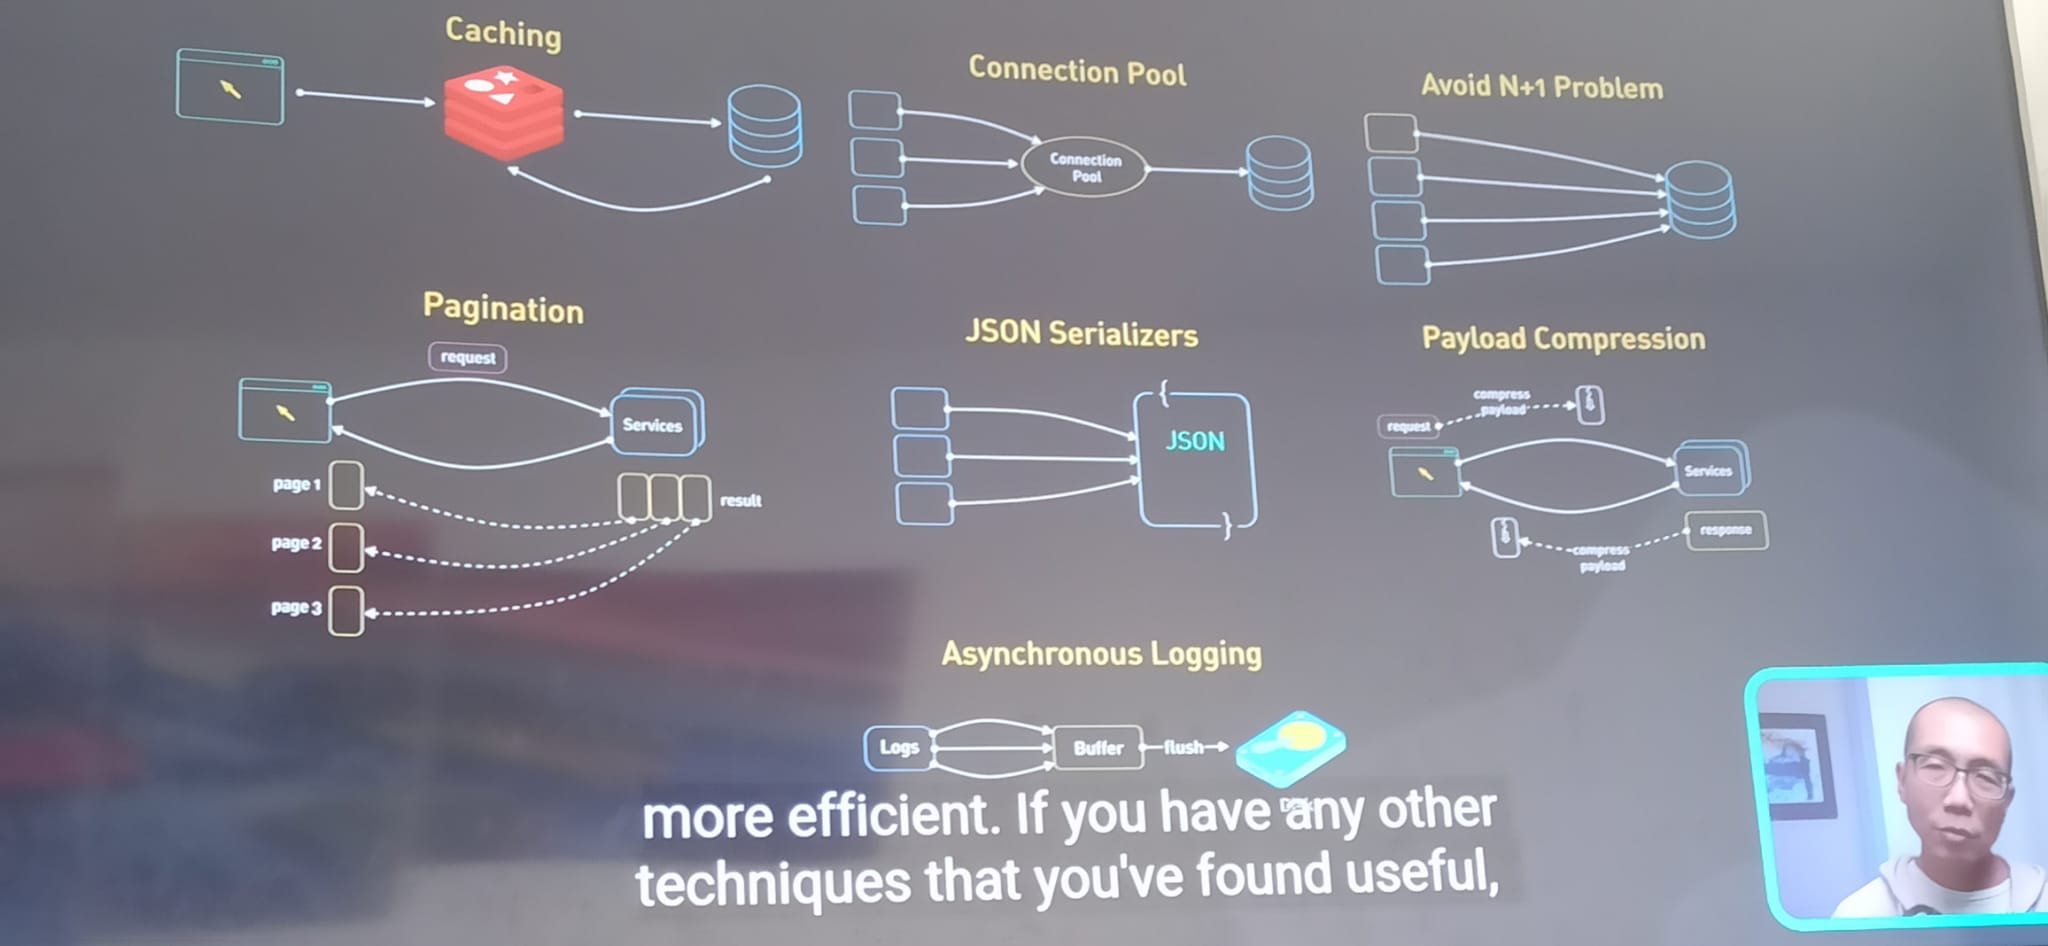 Caching
Connection Pool
Connection
Pool
Avoid N+1 Problem
Pagination
request
Services
page 1
page 2
page 3
result
JSON Serializers
{
JSON
}
Payload Compression
compress
payload
request
Services
response
compress
payload
Asynchronous Logging
Logs
Buffer
flush
more efficient. If you have any other
techniques that you've found useful,